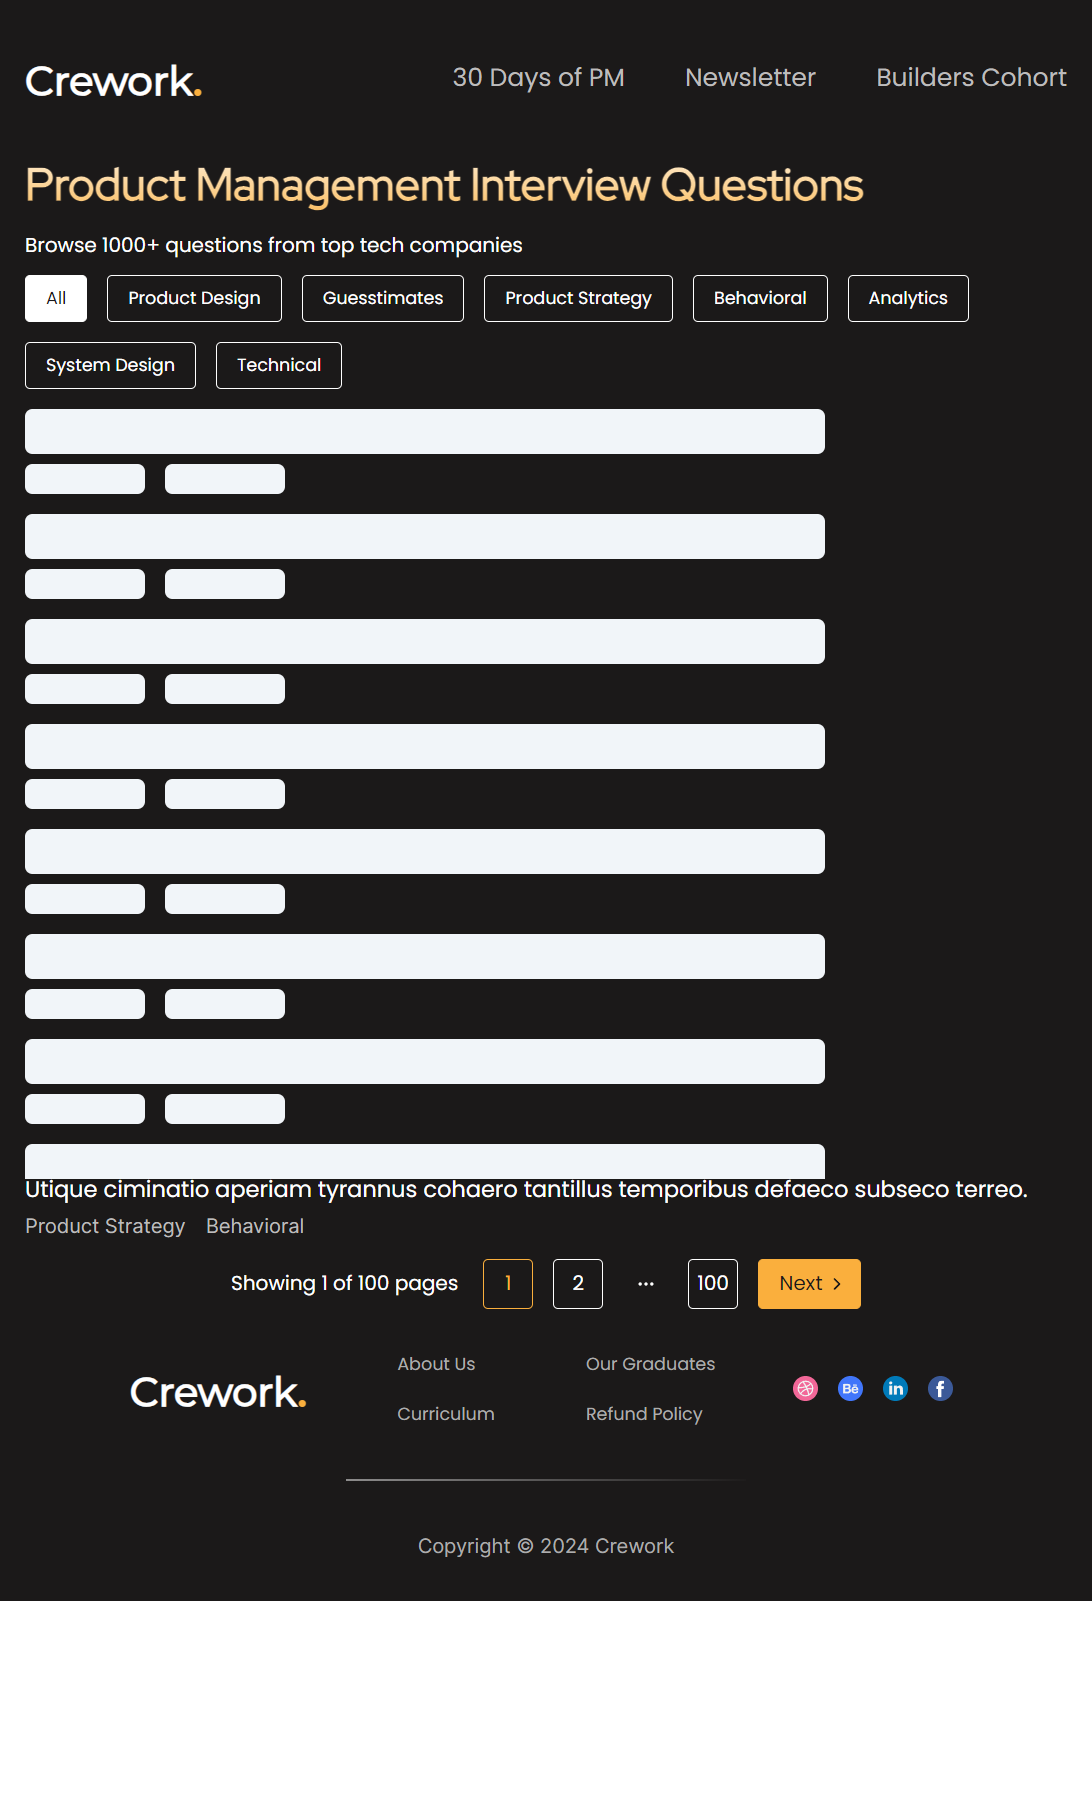 Crework.
30 Days of PM
Newsletter
Builders Cohort
Product Management Interview Questions
Browse 1000+ questions from top tech companies
All
Product Design
Guesstimates
Product Strategy
Behavioral
Analytics
System Design
Technical
Utique ciminatio aperiam tyrannus cohaero tantillus temporibus defaeco subseco terreo.
Product Strategy
Behavioral
Showing 1 of 100 pages
1
2
...
100
Next >
Crework.
About Us
Our Graduates
Curriculum
Refund Policy
Bē
in
f
Copyright © 2024 Crework